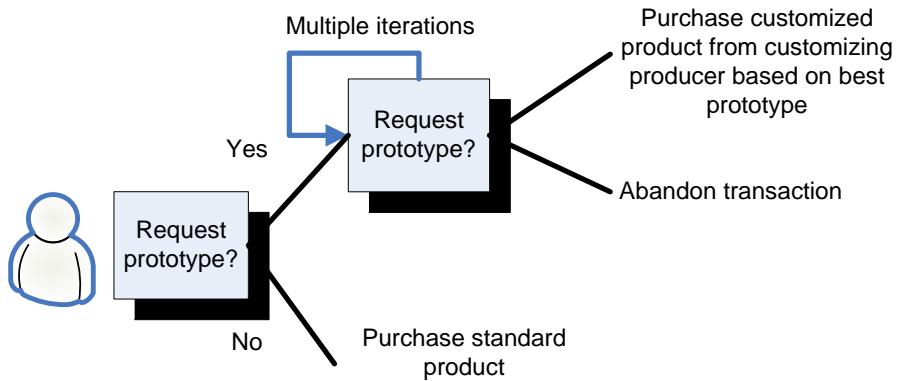 Multiple iterations
Purchase customized
product from customizing
producer based on best
prototype
Request
prototype?
Yes
Abandon transaction
Request
prototype?
No
Purchase standard
product